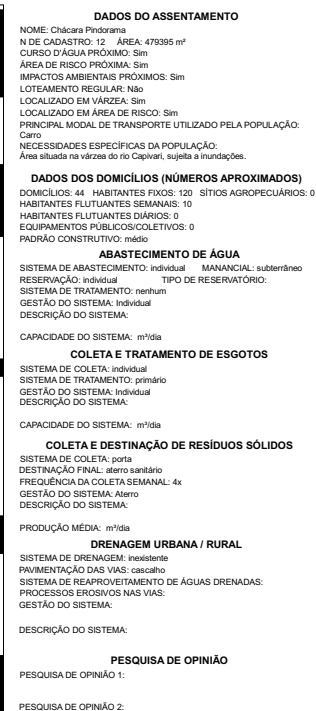 DADOS DO ASSENTAMENTO
NOME: Chácara Pindorama
N DE CADASTRO: 12 ÁREA: 479395 m²
CURSO D'ÁGUA PRÓXIMO: Sim
ÁREA DE RISCO PRÓXIMA: Sim
IMPACTOS AMBIENTAIS PRÓXIMOS: Sim
LOTEAMENTO REGULAR: Não
LOCALIZADO EM VÁRZEA: Sim
LOCALIZADO EM ÁREA DE RISCO: Sim
PRINCIPAL MODAL DE TRANSPORTE UTILIZADO PELA POPULAÇÃO:
Carro
NECESSIDADES ESPECÍFICAS DA POPULAÇÃO:
Área situada na várzea do rio Capivari, sujeita a inundações.
DADOS DOS DOMICÍLIOS (NÚMEROS APROXIMADOS)
DOMICÍLIOS: 44 HABITANTES FIXOS: 120 SÍTIOS AGROPECUÁRIOS: 0
HABITANTES FLUTUANTES SEMANAIS: 10
HABITANTES FLUTUANTES DIÁRIOS: 0
EQUIPAMENTOS PÚBLICOS/COLETIVOS: 0
PADRÃO CONSTRUTIVO: médio
ABASTECIMENTO DE ÁGUA
SISTEMA DE ABASTECIMENTO: individual MANANCIAL: subterrâneo
RESERVAÇÃO: individual TIPO DE RESERVATÓRIO:
SISTEMA DE TRATAMENTO: nenhum
GESTÃO DO SISTEMA: Individual
DESCRIÇÃO DO SISTEMA:
CAPACIDADE DO SISTEMA: m³/dia
COLETA E TRATAMENTO DE ESGOTOS
SISTEMA DE COLETA: individual
SISTEMA DE TRATAMENTO: primário
GESTÃO DO SISTEMA: Individual
DESCRIÇÃO DO SISTEMA:
CAPACIDADE DO SISTEMA: m³/dia
COLETA E DESTINAÇÃO DE RESÍDUOS SÓLIDOS
SISTEMA DE COLETA: porta
DESTINAÇÃO FINAL: aterro sanitário
FREQUÊNCIA DA COLETA SEMANAL: 4x
GESTÃO DO SISTEMA: Aterro
DESCRIÇÃO DO SISTEMA:
PRODUÇÃO MÉDIA: m³/dia
DRENAGEM URBANA / RURAL
SISTEMA DE DRENAGEM: inexistente
PAVIMENTAÇÃO DAS VIAS: cascalho
SISTEMA DE REAPROVEITAMENTO DE ÁGUAS DRENADAS:
PROCESSOS EROSIVOS NAS VIAS:
GESTÃO DO SISTEMA:
DESCRIÇÃO DO SISTEMA:
PESQUISA DE OPINIÃO
PESQUISA DE OPINIÃO 1:
PESQUISA DE OPINIÃO 2: